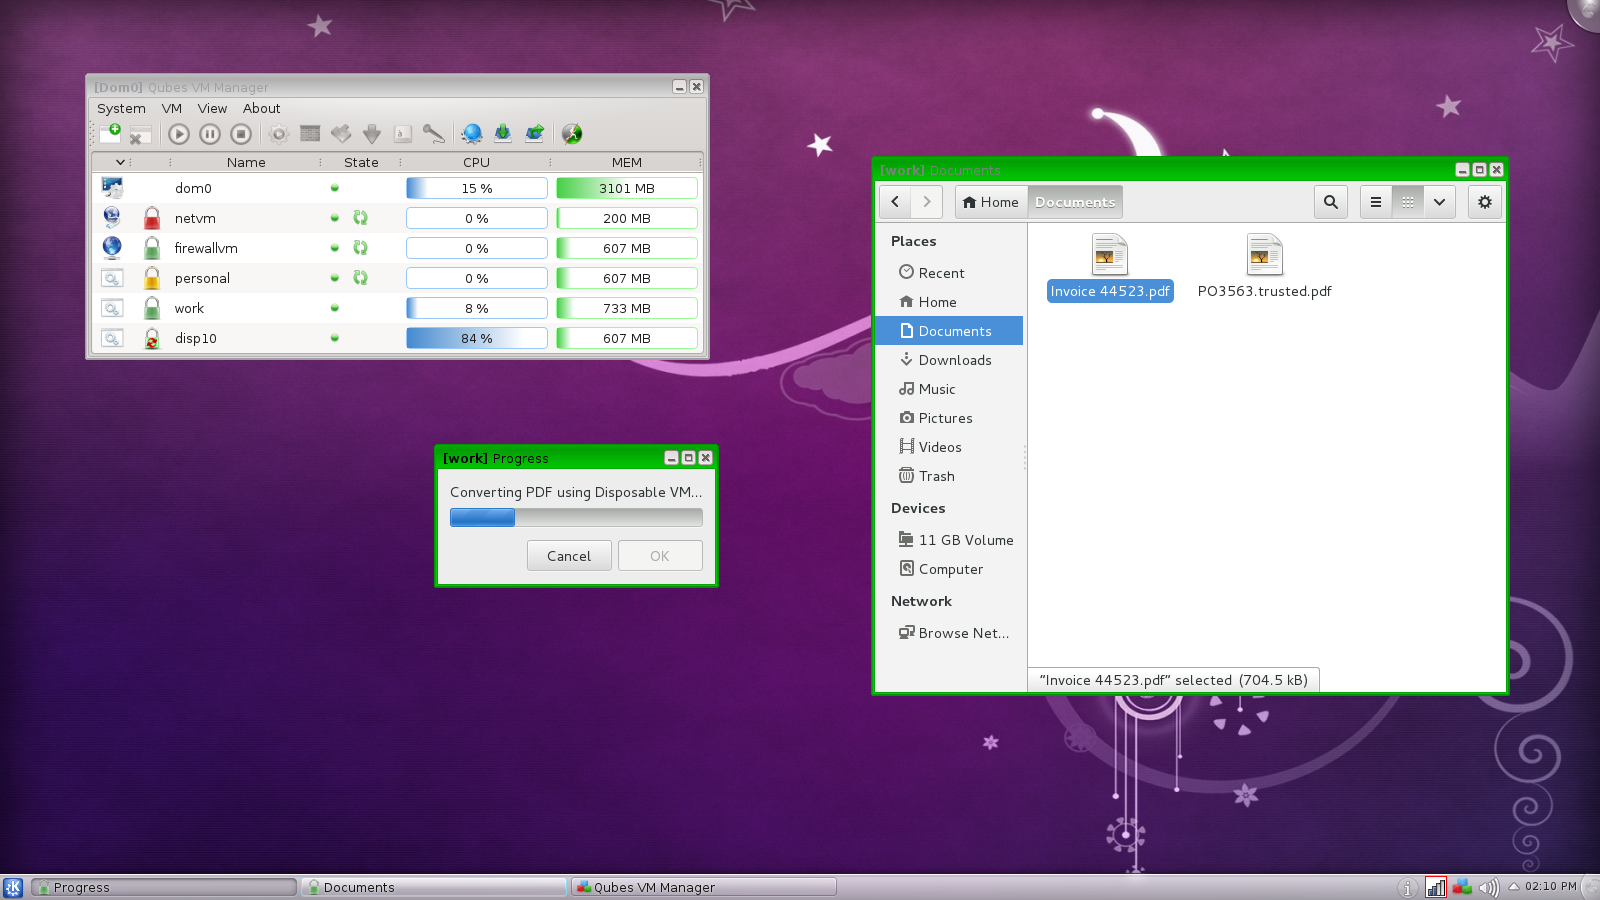 [Dom0] Qubes VM Manager
System VM View About
Name State CPU MEM
dom0 15 % 3101 MB
netvm 0 % 200 MB
firewallvm 0 % 607 MB
personal 0 % 607 MB
work 8 % 733 MB
disp10 84 % 607 MB
[work] Progress
Converting PDF using Disposable VM...
Cancel OK
[work] Documents
Home Documents
Places
Recent
Home
Documents
Downloads
Music
Pictures
Videos
Trash
Devices
11 GB Volume
Computer
Network
Browse Net...
Invoice 44523.pdf PO3563.trusted.pdf
"Invoice 44523.pdf" selected (704.5 kB)
Progress Documents Qubes VM Manager 02:10 PM